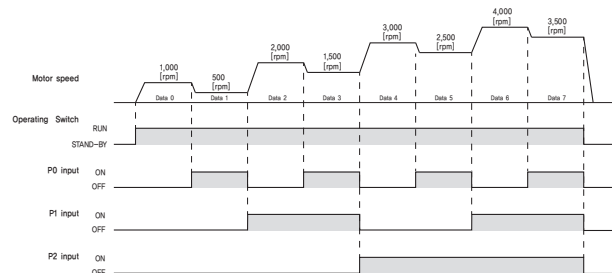 4,000
[rpm]
3,500
[rpm]
3,000
[rpm]
2,500
[rpm]
2,000
[rpm]
1,500
[rpm]
1,000
[rpm]
500
[rpm]
Motor speed
Data 0 Data 1 Data 2 Data 3 Data 4 Data 5 Data 6 Data 7
Operating Switch
RUN
STAND-BY
P0 input ON
OFF
P1 input ON
OFF
P2 input ON
OFF